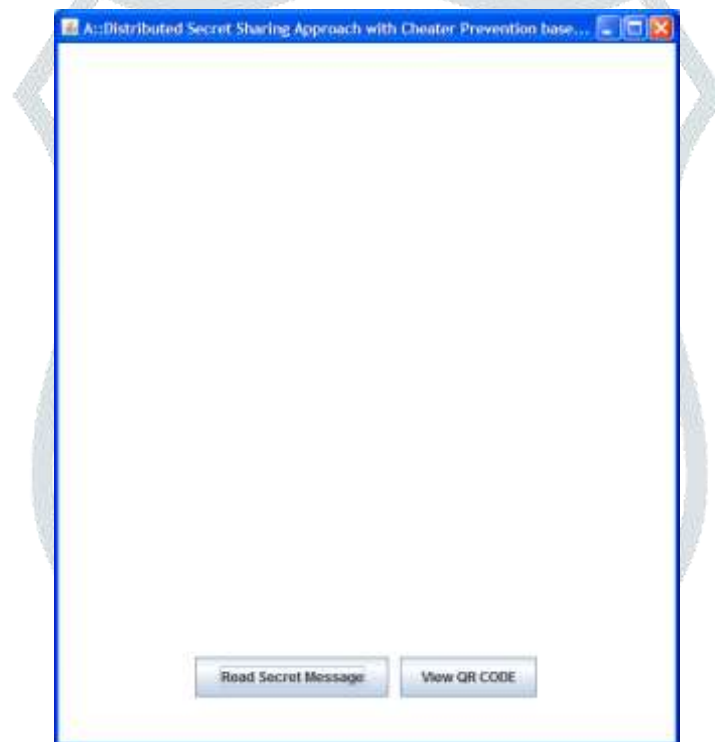 A::Distributed Secret Sharing Approach with Cheater Prevention base...
Read Secret Message
View QR CODE